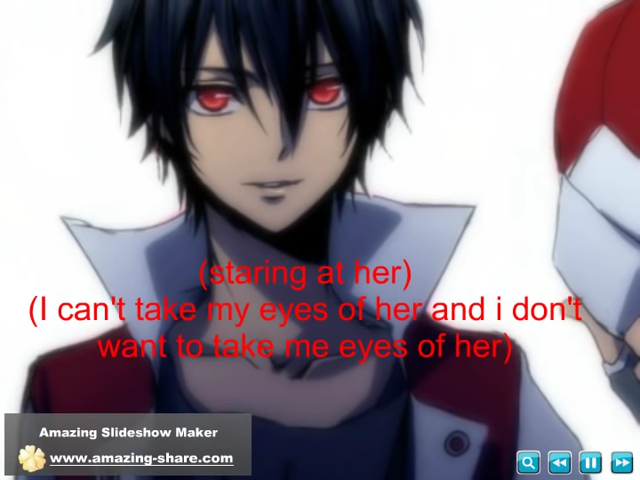 (staring at her)
(I can't take my eyes of her and i don't
want to take me eyes of her)
Amazing Slideshow Maker
www.amazing-share.com